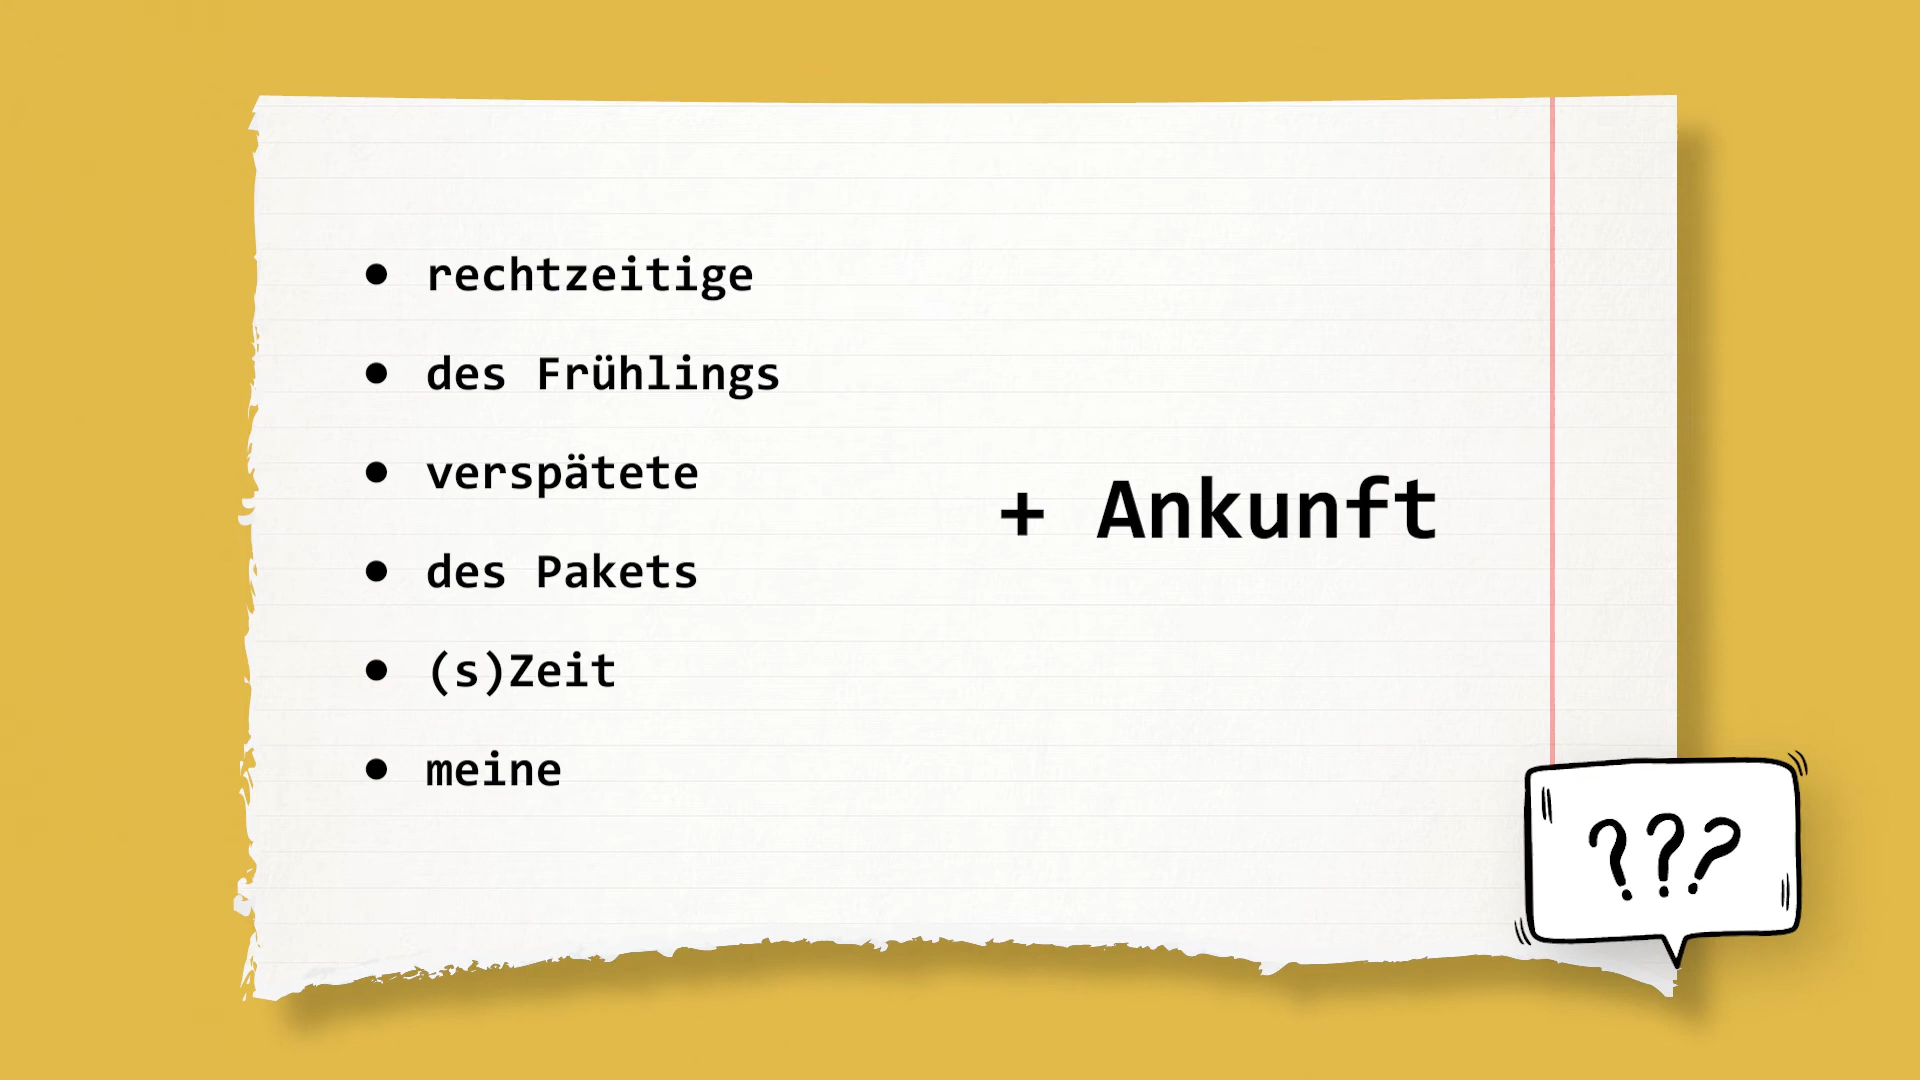 ● rechtzeitige
● des Frühlings
● verspätete
+ Ankunft
● des Pakets
● (s)Zeit
● meine
???